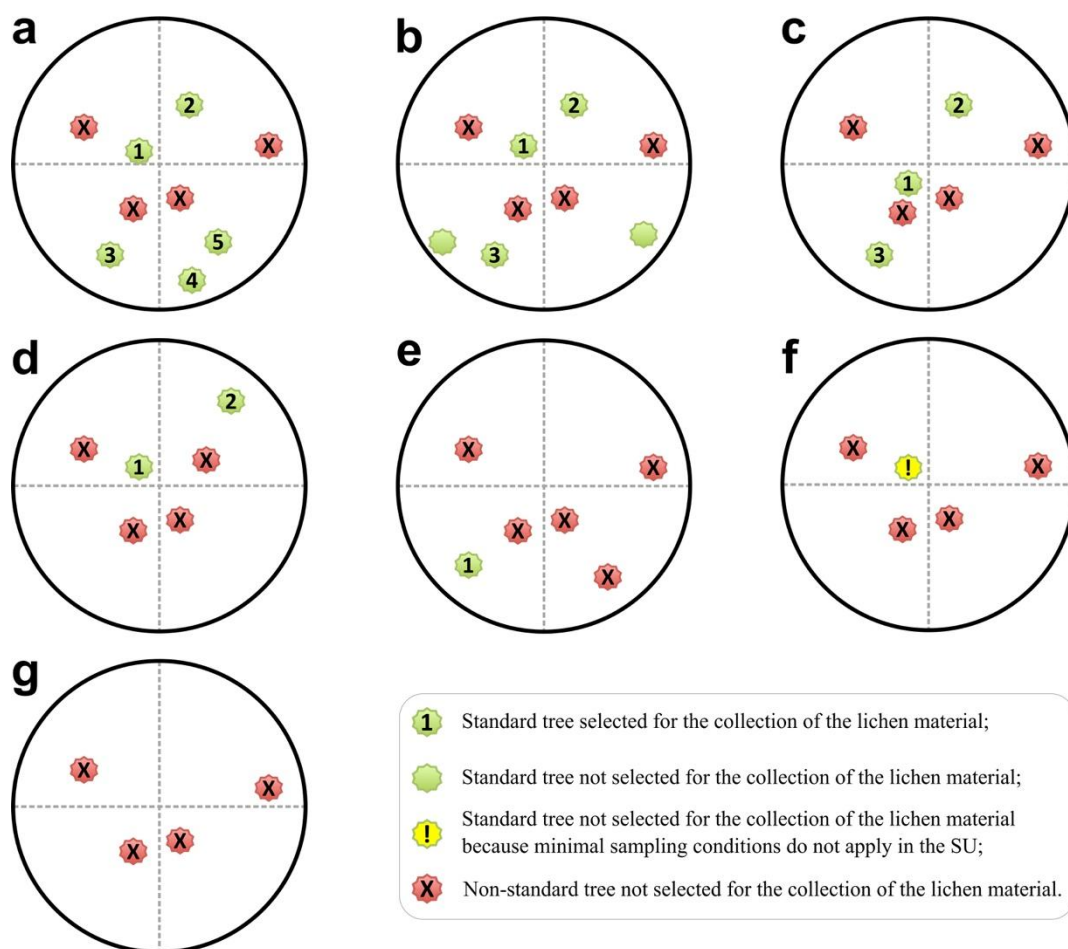 a
b
c
2
2
2
X
X
X
X
X
X
1
1
1
X
X
X
X
X
X
3
5
4
3
3
d
e
f
2
X
1
X
X
X
X
X
!
X
X
X
X
X
X
X
1
X
g
X
X
X
X
1 Standard tree selected for the collection of the lichen material;
Standard tree not selected for the collection of the lichen material;
! Standard tree not selected for the collection of the lichen material
because minimal sampling conditions do not apply in the SU;
X Non-standard tree not selected for the collection of the lichen material.